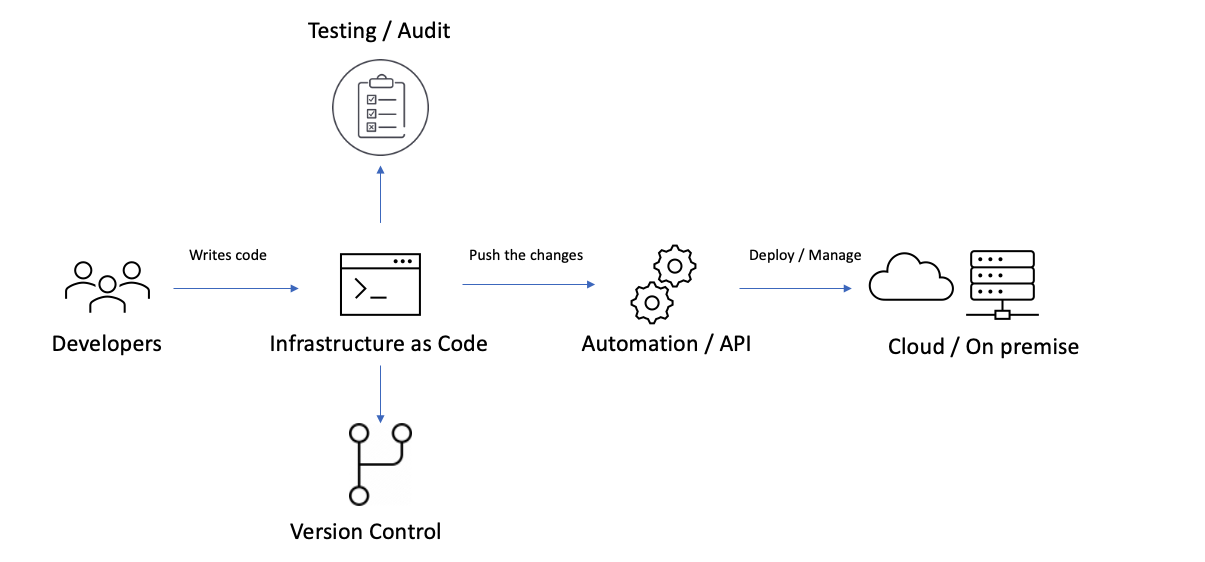 Testing / Audit
Writes code
Push the changes
Deploy / Manage
>_
Developers
Infrastructure as Code
Automation / API
Cloud / On premise
Version Control